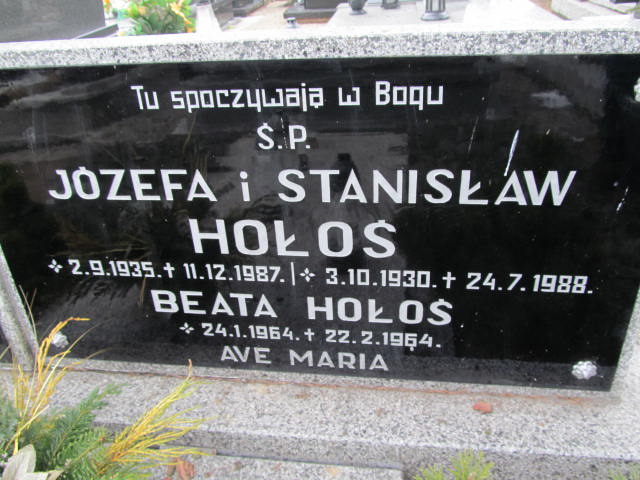 Tu spoczywają w Bogu
Ś.P.
JÓZEFA i STANISŁAW
HOŁOŚ
* 2.9.1935. + 11.12.1987. | * 3.10.1930. + 24.7.1988.
BEATA HOŁOŚ
* 24.1.1964. + 22.2.1964.
AVE MARIA